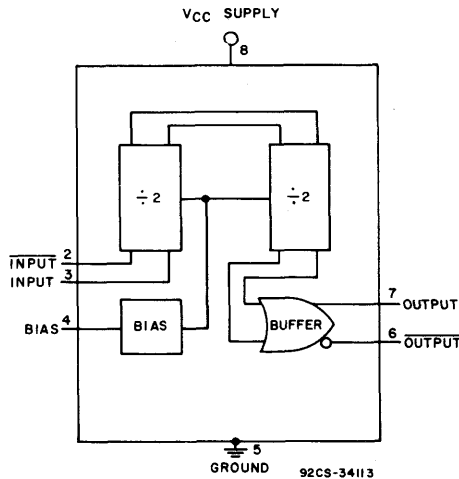 VCC SUPPLY
8
÷2
÷2
INPUT 2
INPUT 3
BIAS 4
BIAS
BUFFER
7 OUTPUT
6 OUTPUT
5
GROUND
92CS-34113